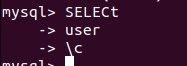 mysql> SELECt
-> user
-> \c